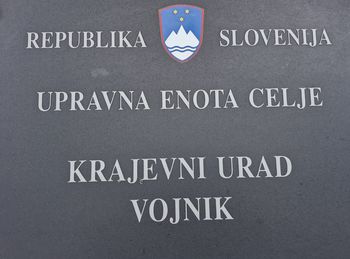 REPUBLIKA SLOVENIJA
UPRAVNA ENOTA CELJE
KRAJEVNI URAD
VOJNIK